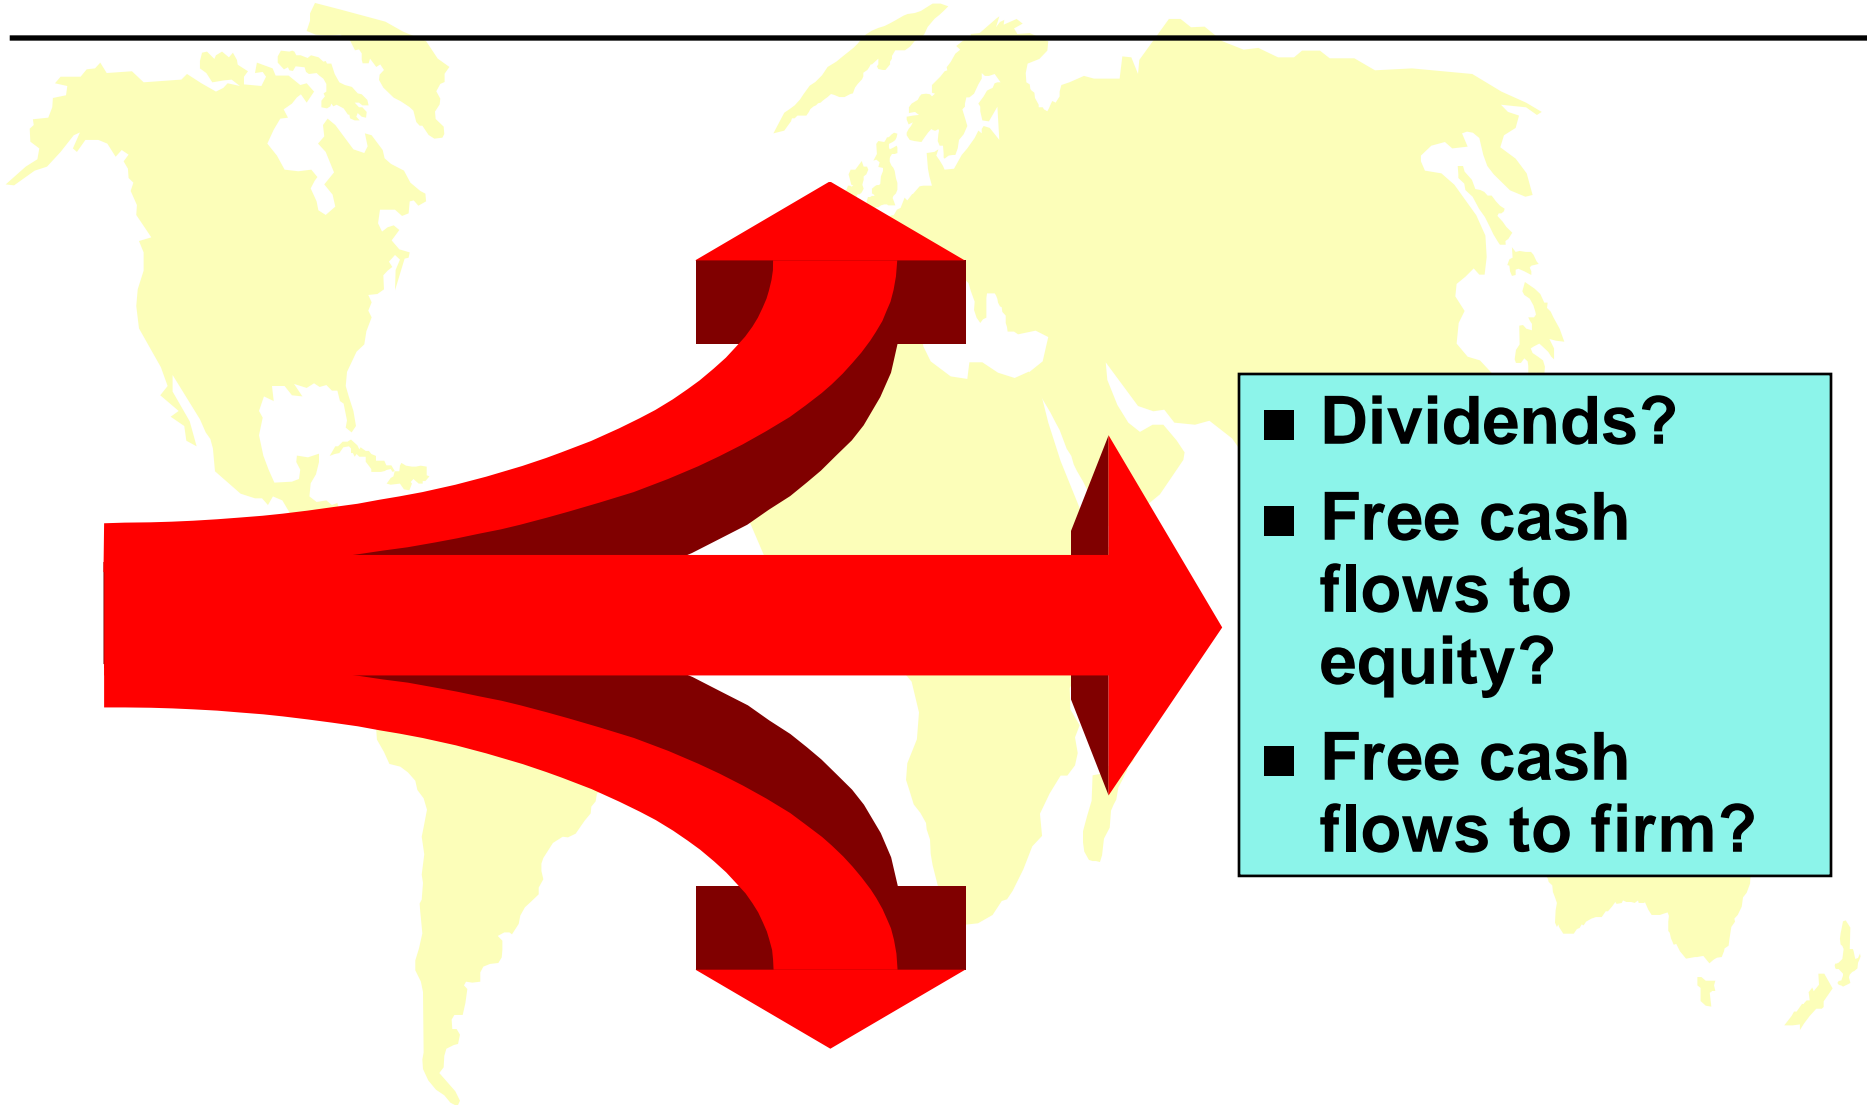 ■ Dividends?
■ Free cash
flows to
equity?
■ Free cash
flows to firm?